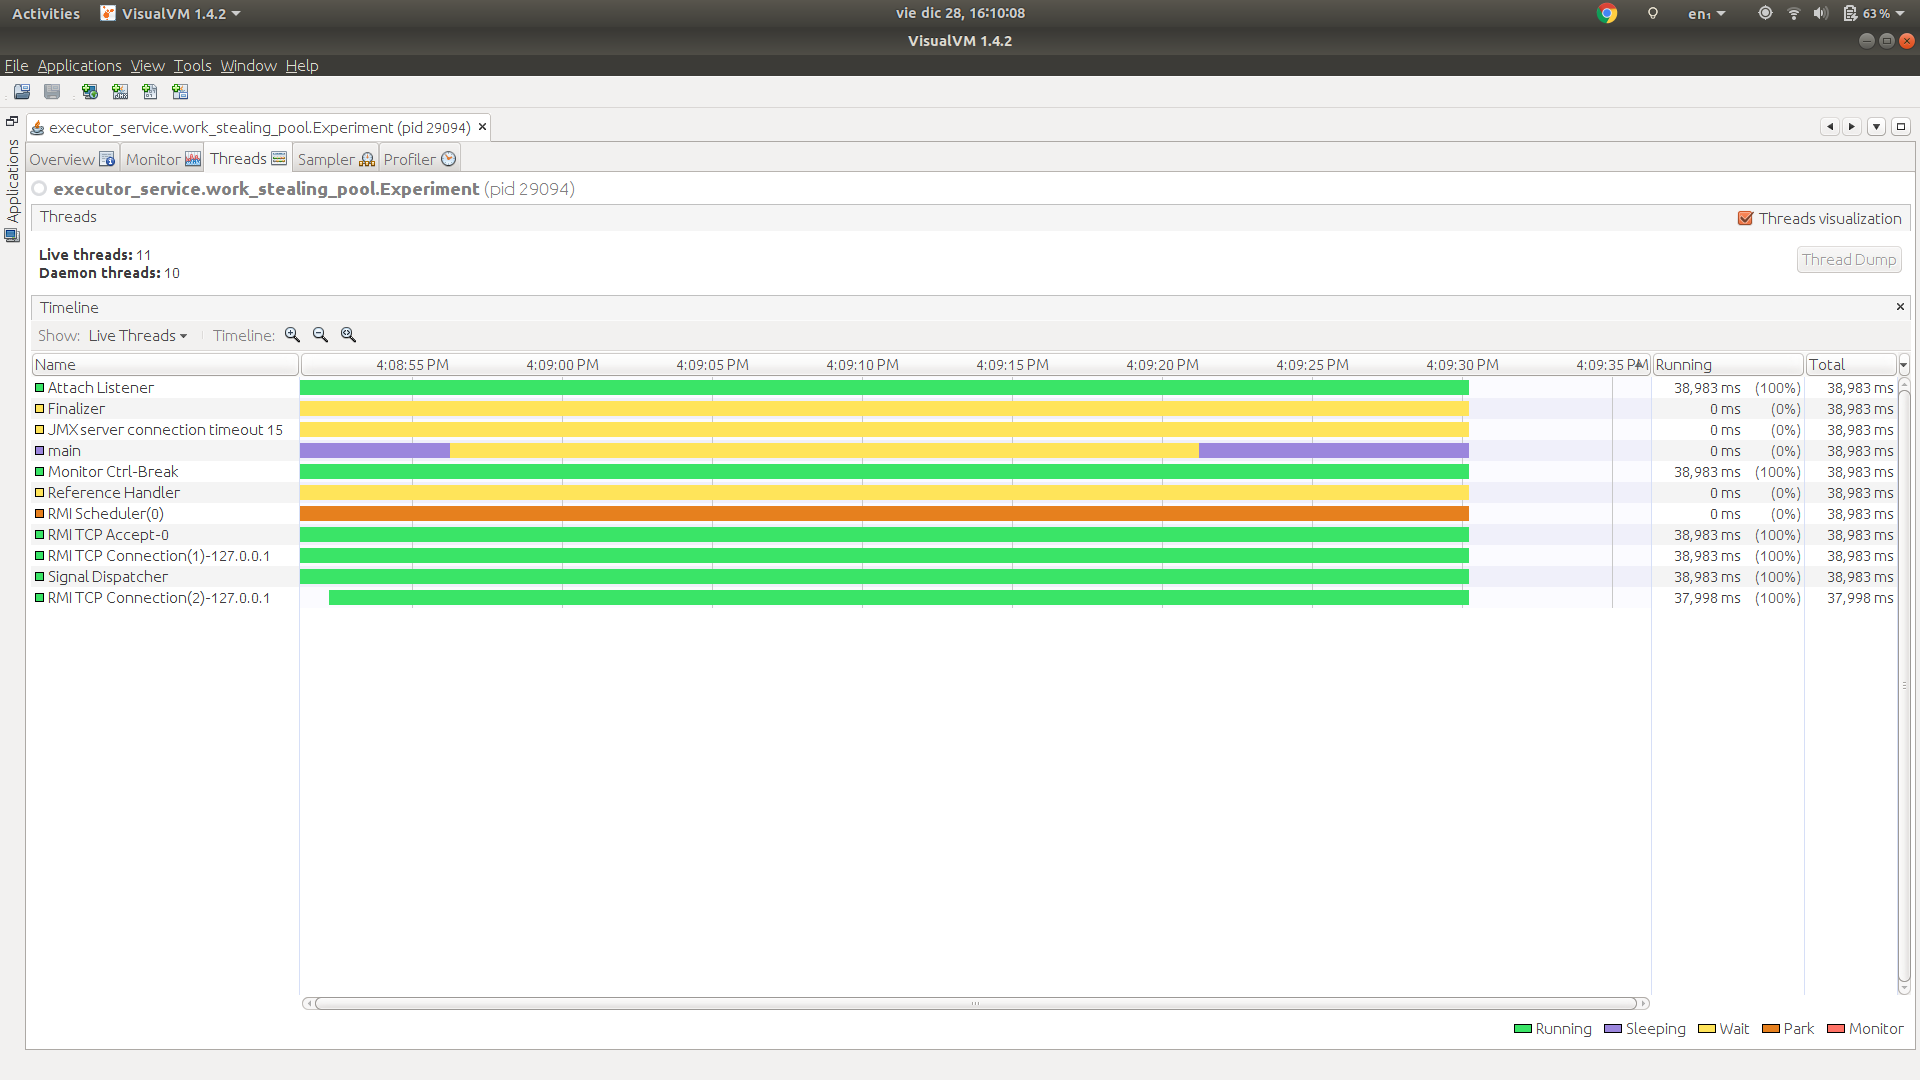 Activities VisualVM 1.4.2 vie dic 28, 16:10:08 en₁ 63 %
VisualVM 1.4.2
File Applications View Tools Window Help
Applications
executor_service.work_stealing_pool.Experiment (pid 29094)
Overview Monitor Threads Sampler Profiler
executor_service.work_stealing_pool.Experiment (pid 29094)
Threads Threads visualization
Live threads: 11
Daemon threads: 10
Thread Dump
Timeline
Show: Live Threads Timeline:
Name 4:08:55 PM 4:09:00 PM 4:09:05 PM 4:09:10 PM 4:09:15 PM 4:09:20 PM 4:09:25 PM 4:09:30 PM 4:09:35 PM Running Total
Attach Listener 38,983 ms (100%) 38,983 ms
Finalizer 0 ms (0%) 38,983 ms
JMX server connection timeout 15 0 ms (0%) 38,983 ms
main 0 ms (0%) 38,983 ms
Monitor Ctrl-Break 38,983 ms (100%) 38,983 ms
Reference Handler 0 ms (0%) 38,983 ms
RMI Scheduler(0) 0 ms (0%) 38,983 ms
RMI TCP Accept-0 38,983 ms (100%) 38,983 ms
RMI TCP Connection(1)-127.0.0.1 38,983 ms (100%) 38,983 ms
Signal Dispatcher 38,983 ms (100%) 38,983 ms
RMI TCP Connection(2)-127.0.0.1 37,998 ms (100%) 37,998 ms
Running Sleeping Wait Park Monitor